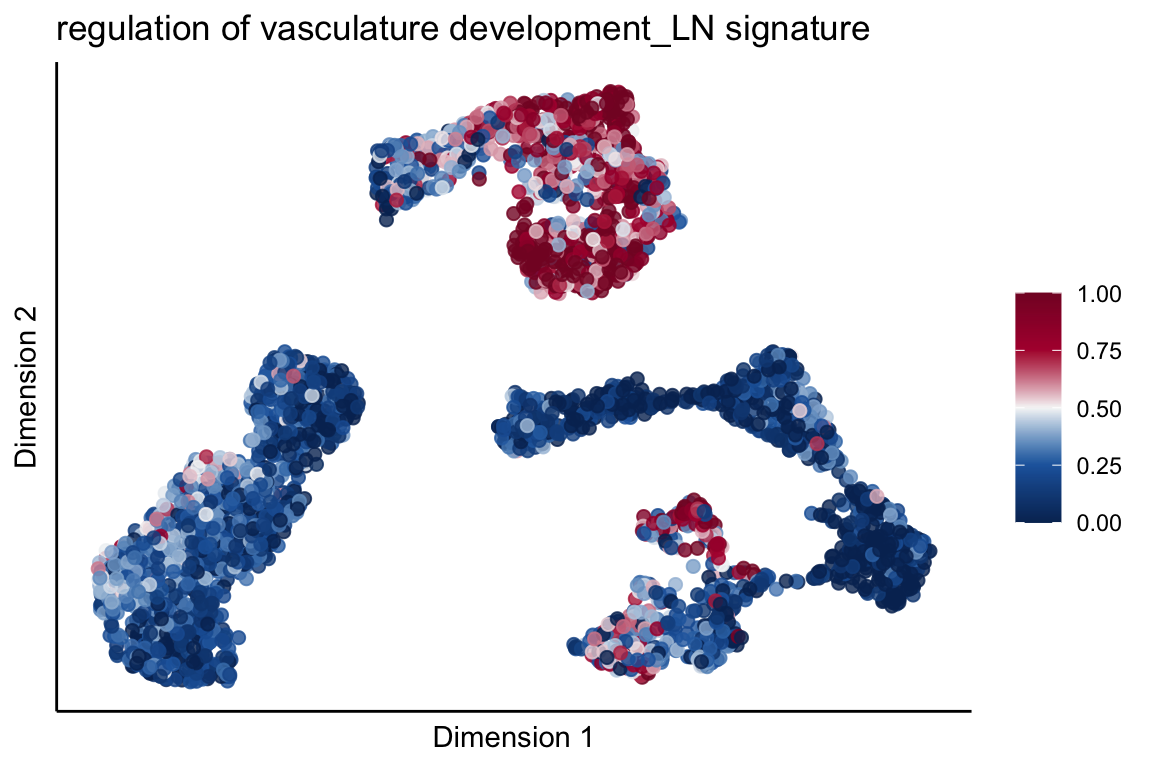 regulation of vasculature development_LN signature
Dimension 2
Dimension 1
1.00
0.75
0.50
0.25
0.00